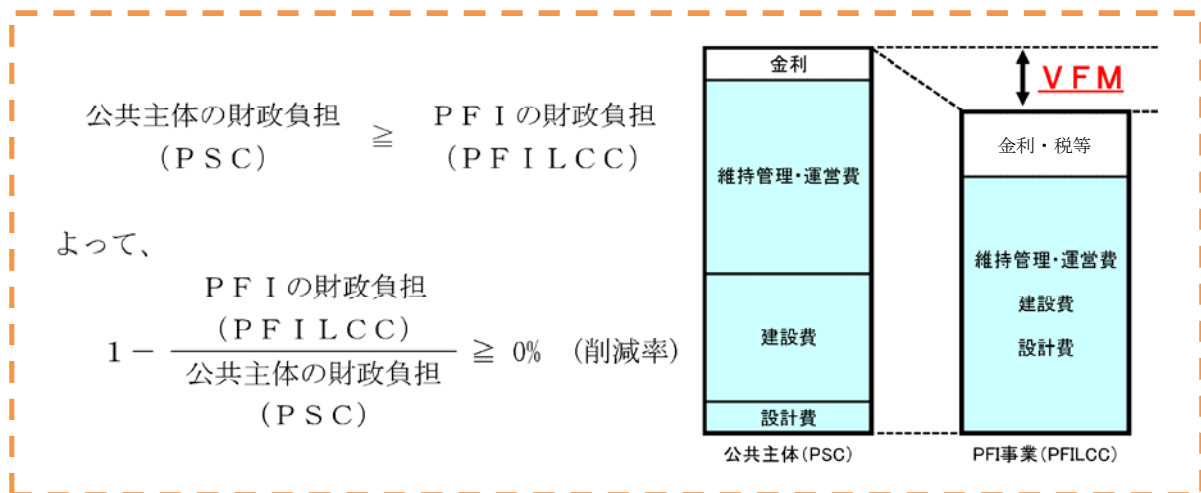 公共主体の財政負担
(ＰＳＣ)
≧
ＰＦＩの財政負担
(ＰＦＩＬＣＣ)
よって、
1－
ＰＦＩの財政負担
(ＰＦＩＬＣＣ)
公共主体の財政負担
(ＰＳＣ)
≧ 0% (削減率)
金利
維持管理・運営費
建設費
設計費
公共主体(PSC)
ＶＦＭ
金利・税等
維持管理・運営費
建設費
設計費
PFI事業(PFILCC)